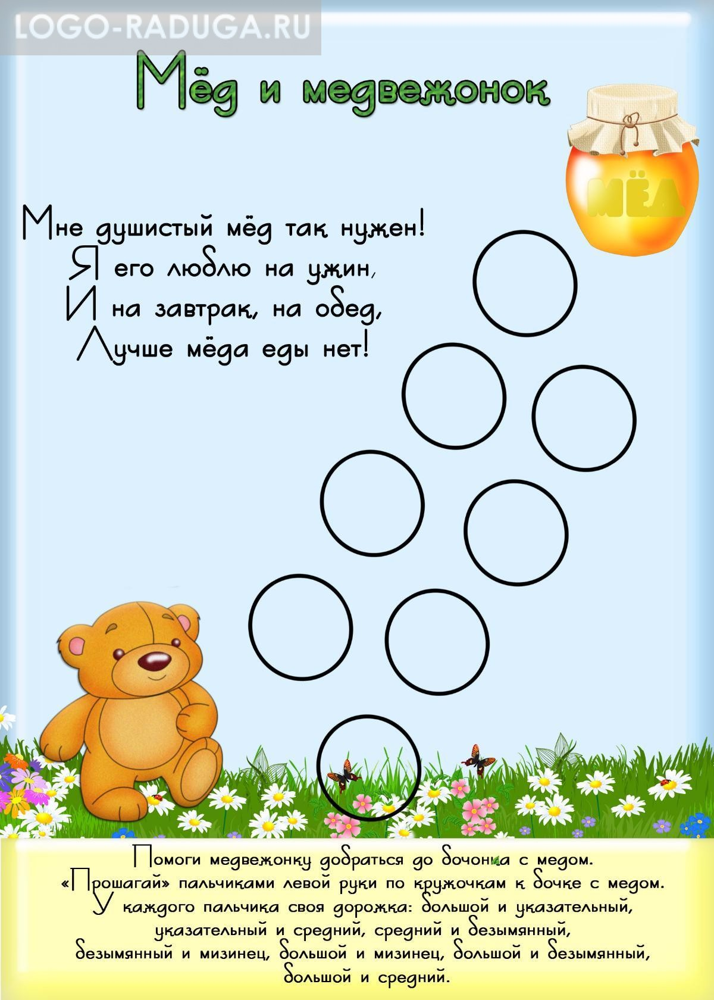 LOGO-RADUGA.RU
Мёд и медвежонок
МЁД
Мне душистый мёд так нужен!
Я его люблю на ужин,
И на завтрак, на обед,
Лучше мёда еды нет!
Помоги медвежонку добраться до бочонка с медом.
«Прошагай» пальчиками левой руки по кружочкам к бочке с медом.
У каждого пальчика своя дорожка: большой и указательный,
указательный и средний, средний и безымянный,
безымянный и мизинец, большой и мизинец, большой и безымянный,
большой и средний.